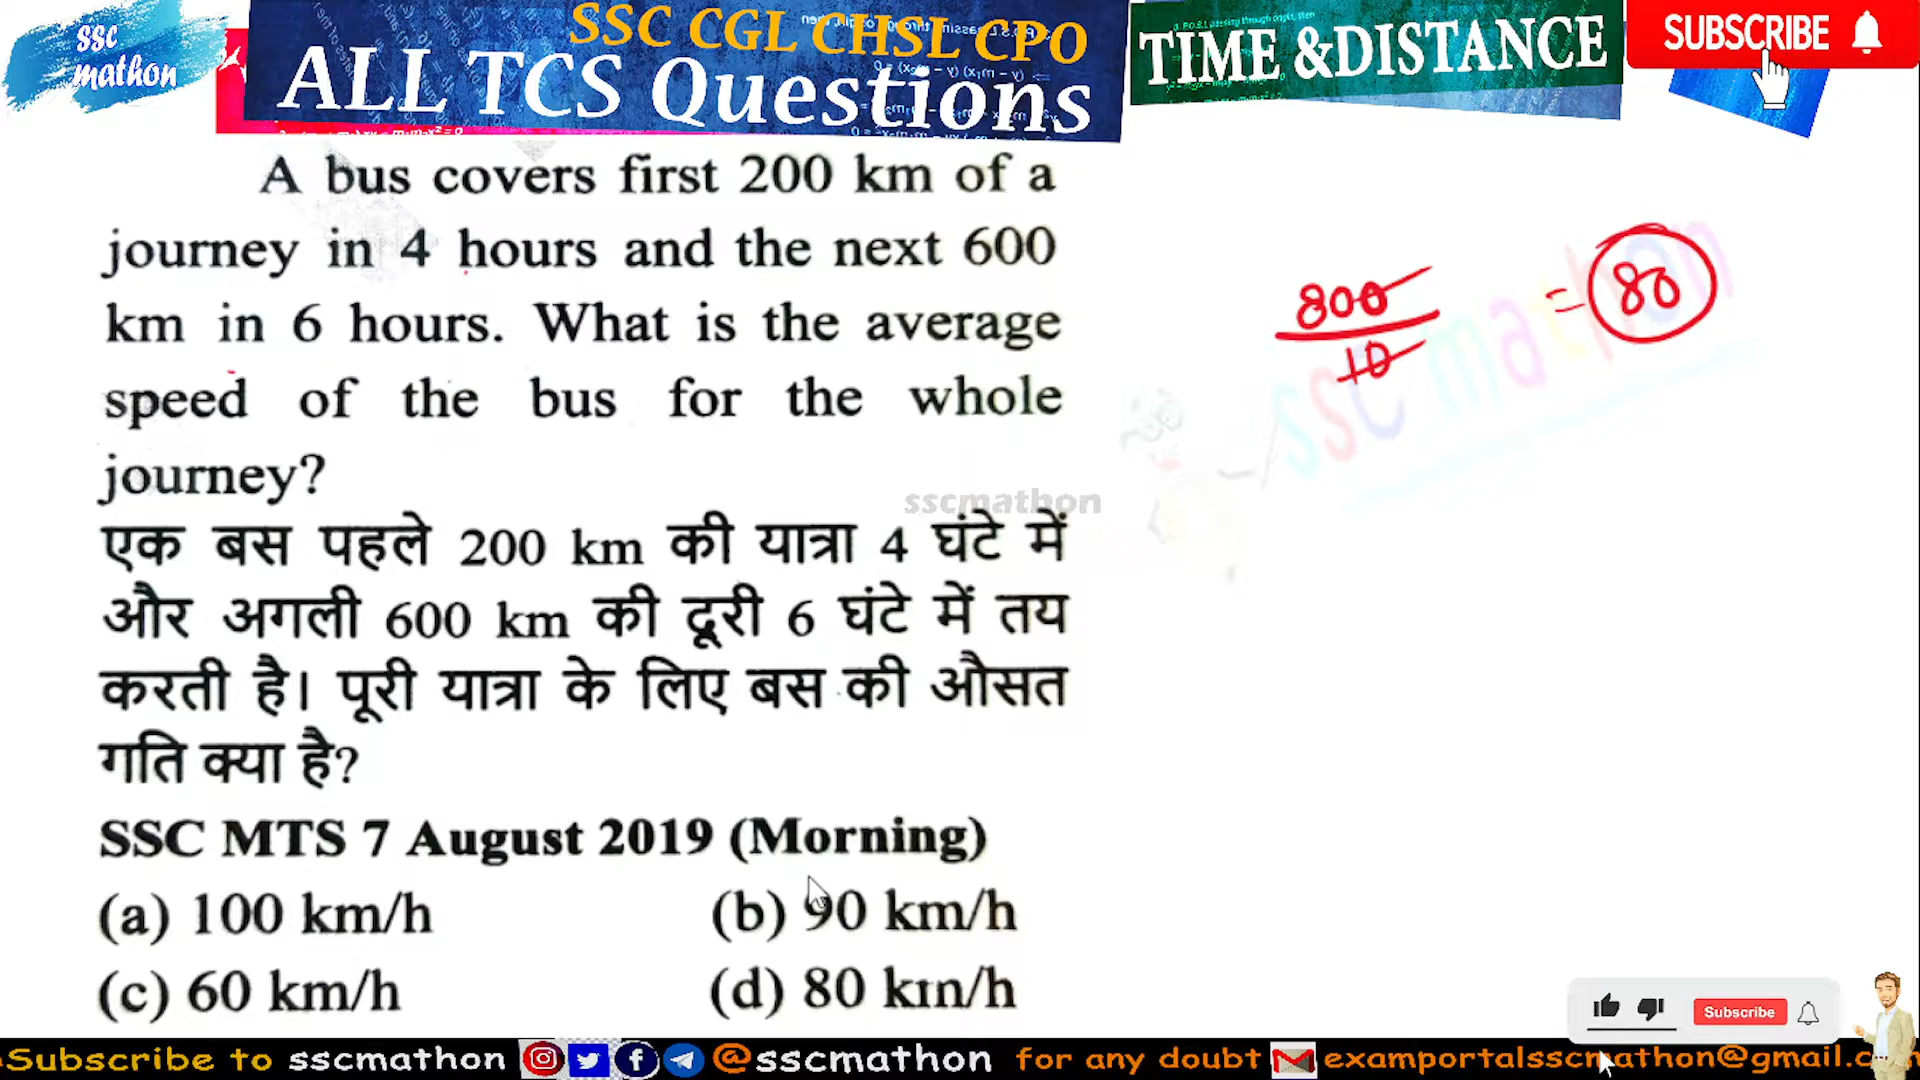 ssc
mathon
SSC CGL CHSL CPO
ALL TCS Questions
TIME &DISTANCE
SUBSCRIBE
A bus covers first 200 km of a
journey in 4 hours and the next 600
km in 6 hours. What is the average
speed of the bus for the whole
journey?
एक बस पहले 200 km की यात्रा 4 घंटे में
और अगली 600 km की दूरी 6 घंटे में तय
करती है। पूरी यात्रा के लिए बस की औसत
गति क्या है?
SSC MTS 7 August 2019 (Morning)
(a) 100 km/h (b) 90 km/h
(c) 60 km/h (d) 80 km/h
800
10
= 80
ssc mathon
sscmathon
Subscribe
Subscribe to sscmathon @sscmathon for any doubt examportalsscmathon@gmail.c